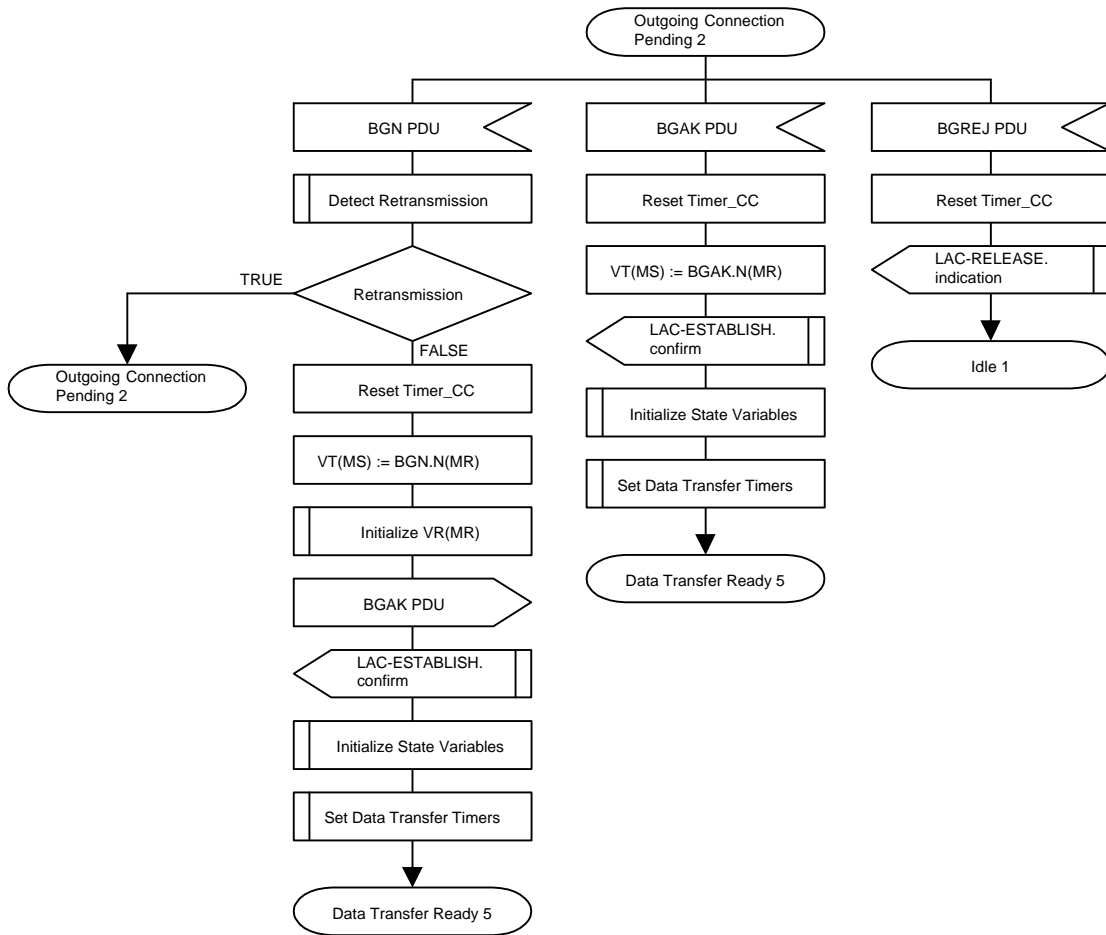 Outgoing Connection
Pending 2
BGN PDU
BGAK PDU
BGREJ PDU
Detect Retransmission
Reset Timer_CC
Reset Timer_CC
TRUE
Retransmission
VT(MS) := BGAK.N(MR)
LAC-RELEASE.
indication
FALSE
LAC-ESTABLISH.
confirm
Idle 1
Outgoing Connection
Pending 2
Reset Timer_CC
Initialize State Variables
VT(MS) := BGN.N(MR)
Set Data Transfer Timers
Initialize VR(MR)
Data Transfer Ready 5
BGAK PDU
LAC-ESTABLISH.
confirm
Initialize State Variables
Set Data Transfer Timers
Data Transfer Ready 5